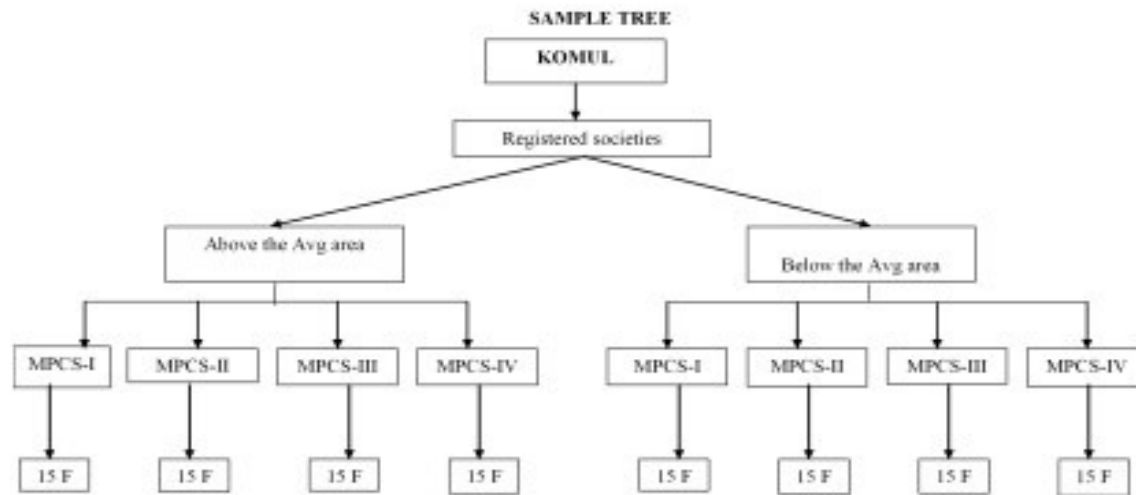 SAMPLE TREE
KOMUL
Registered societies
Above the Avg area
Below the Avg area
MPCS-I
MPCS-II
MPCS-III
MPCS-IV
MPCS-I
MPCS-II
MPCS-III
MPCS-IV
15 F
15 F
15 F
15 F
15 F
15 F
15 F
15 F